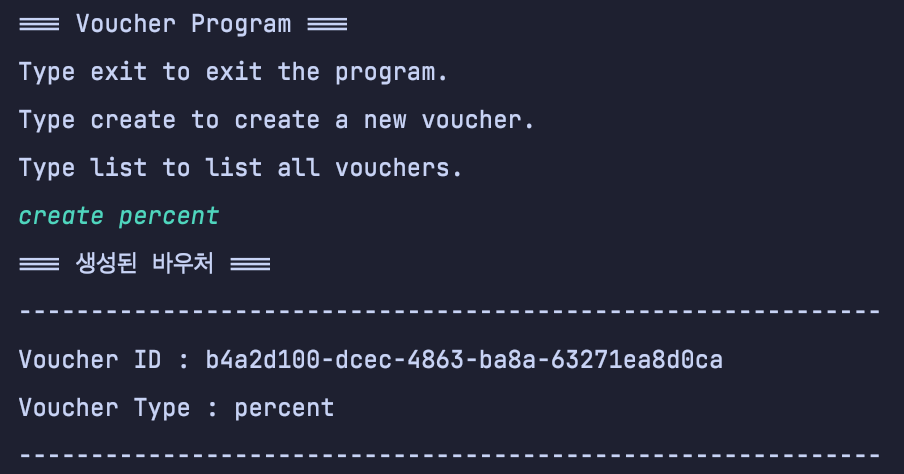 === Voucher Program ===
Type exit to exit the program.
Type create to create a new voucher.
Type list to list all vouchers.
create percent
=== 생성된 바우처 ===
------------------------------------------------------------
Voucher ID : b4a2d100-dcec-4863-ba8a-63271ea8d0ca
Voucher Type : percent
------------------------------------------------------------